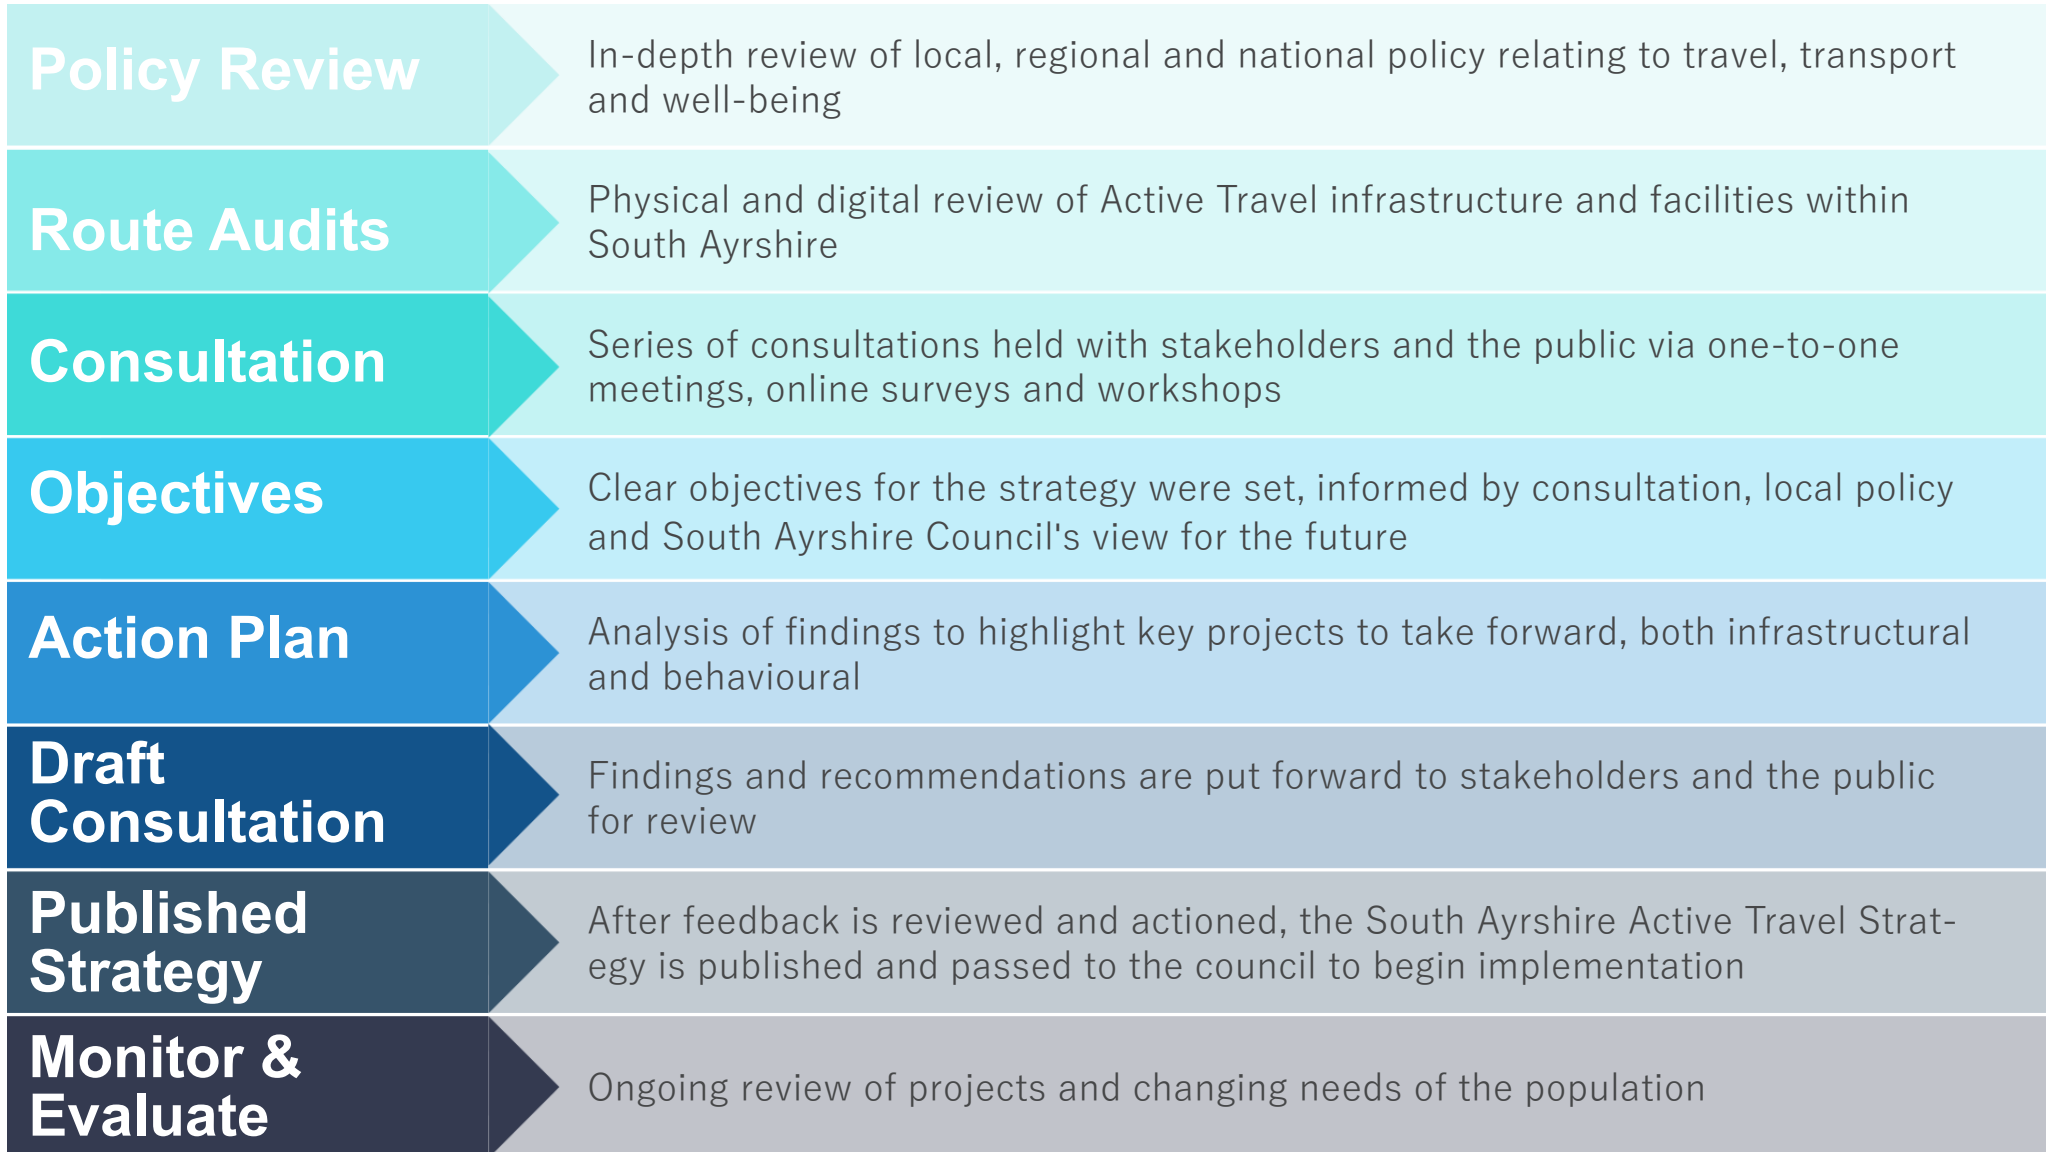 Policy Review
In-depth review of local, regional and national policy relating to travel, transport
and well-being
Route Audits
Physical and digital review of Active Travel infrastructure and facilities within
South Ayrshire
Consultation
Series of consultations held with stakeholders and the public via one-to-one
meetings, online surveys and workshops
Objectives
Clear objectives for the strategy were set, informed by consultation, local policy
and South Ayrshire Council's view for the future
Action Plan
Analysis of findings to highlight key projects to take forward, both infrastructural
and behavioural
Draft
Consultation
Findings and recommendations are put forward to stakeholders and the public
for review
Published
Strategy
After feedback is reviewed and actioned, the South Ayrshire Active Travel Strat-
egy is published and passed to the council to begin implementation
Monitor &
Evaluate
Ongoing review of projects and changing needs of the population